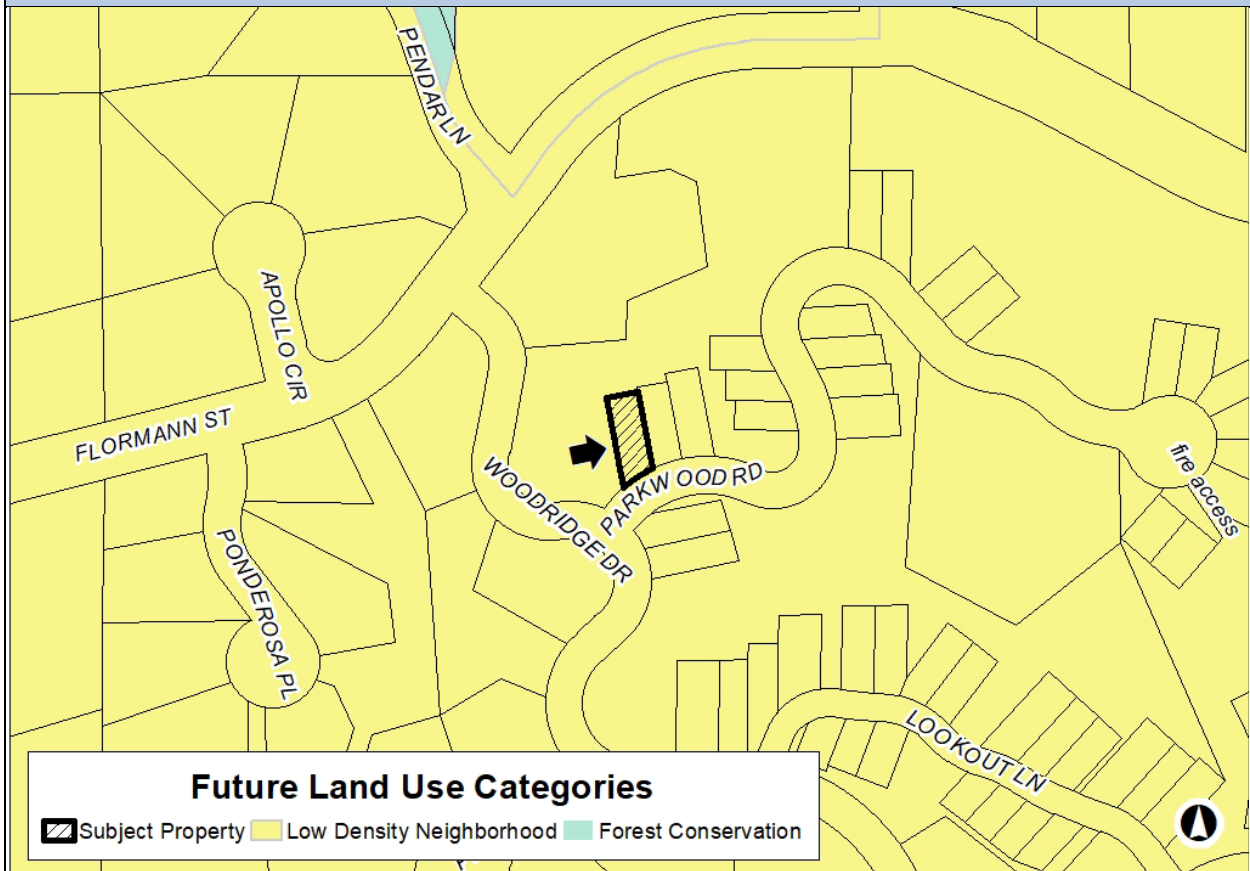 PENDAR LN
APOLLO CIR
FLORMANN ST
WOODRIDGE DR
PARKWOOD RD
fire access
PONDEROSA PL
LOOKOUT LN
Future Land Use Categories
Subject Property Low Density Neighborhood Forest Conservation